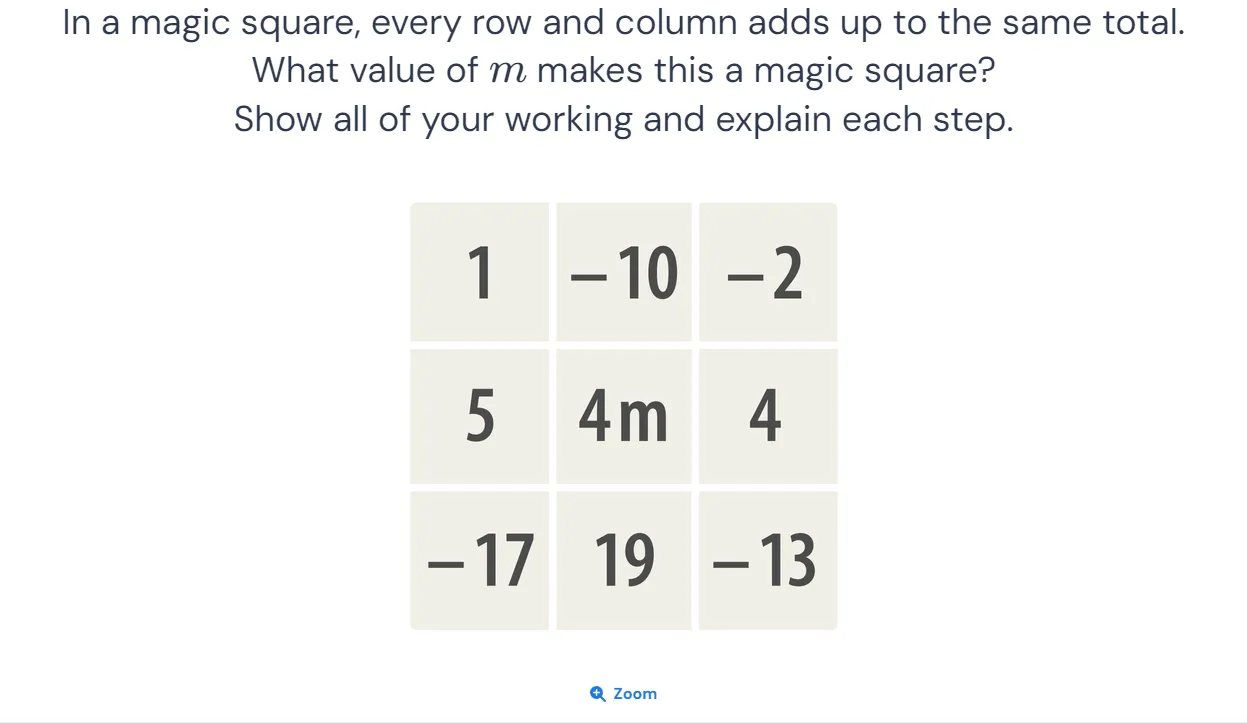 In a magic square, every row and column adds up to the same total.
What value of m makes this a magic square?
Show all of your working and explain each step.
1 −10 −2
5 4m 4
−17 19 −13
Zoom